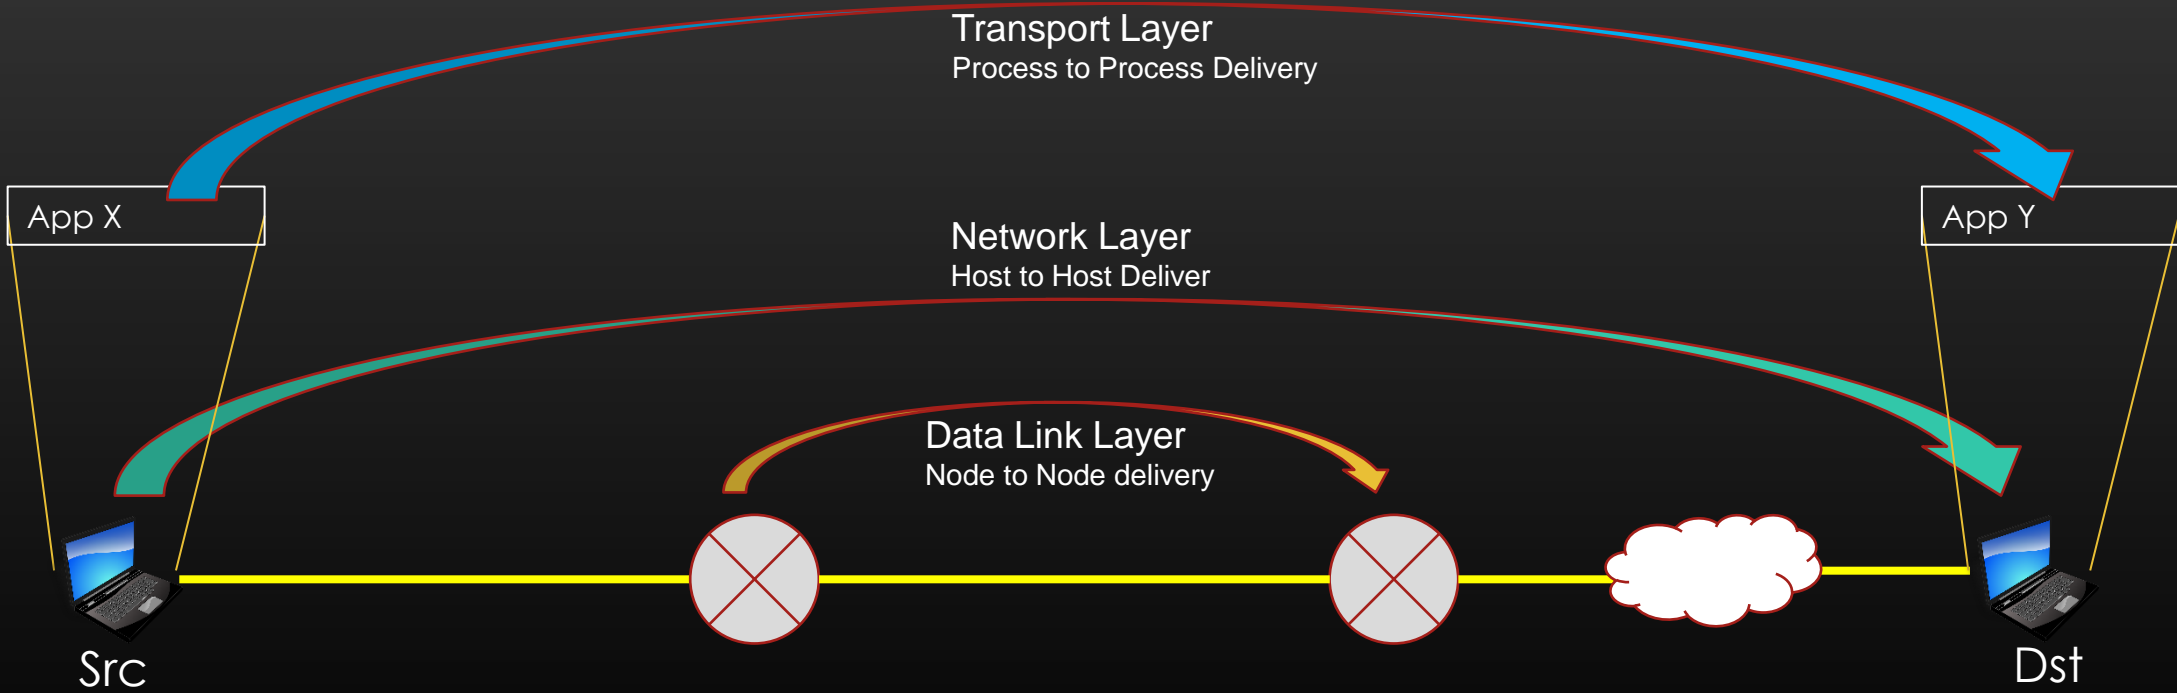 Transport Layer
Process to Process Delivery
App X
App Y
Network Layer
Host to Host Deliver
Data Link Layer
Node to Node delivery
Src
Dst